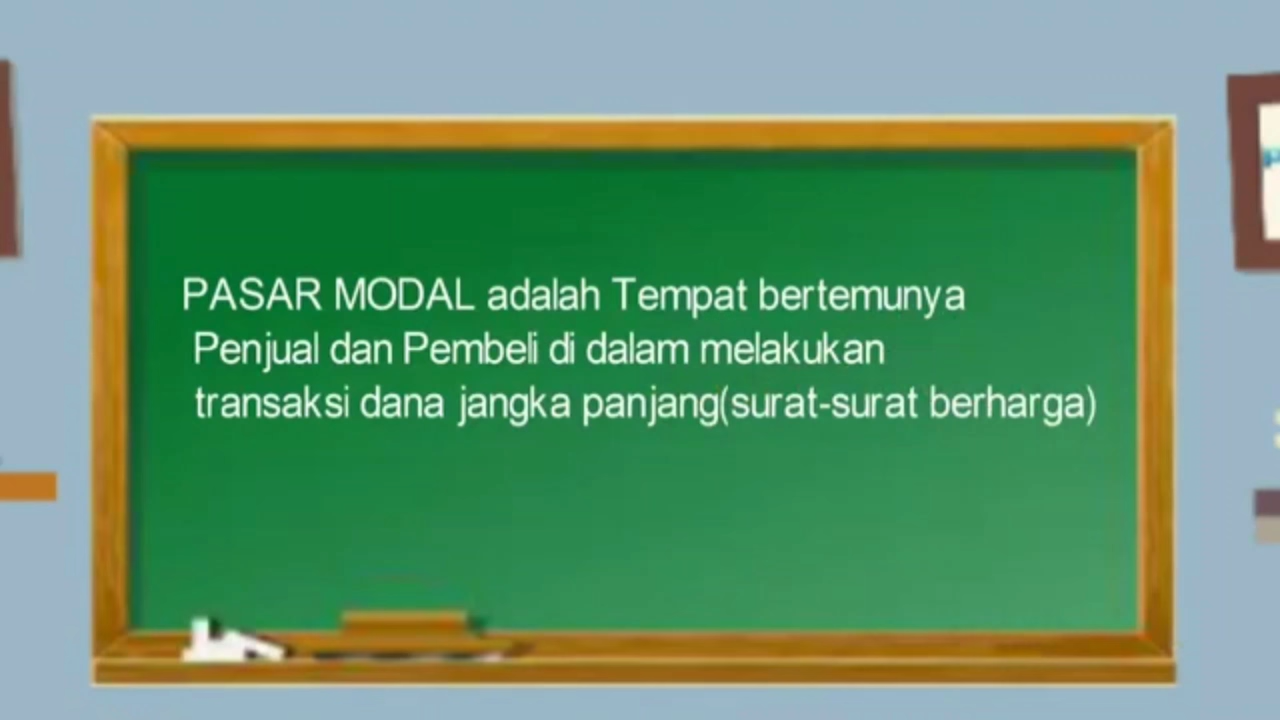 PASAR MODAL adalah Tempat bertemunya
Penjual dan Pembeli di dalam melakukan
transaksi dana jangka panjang(surat-surat berharga)